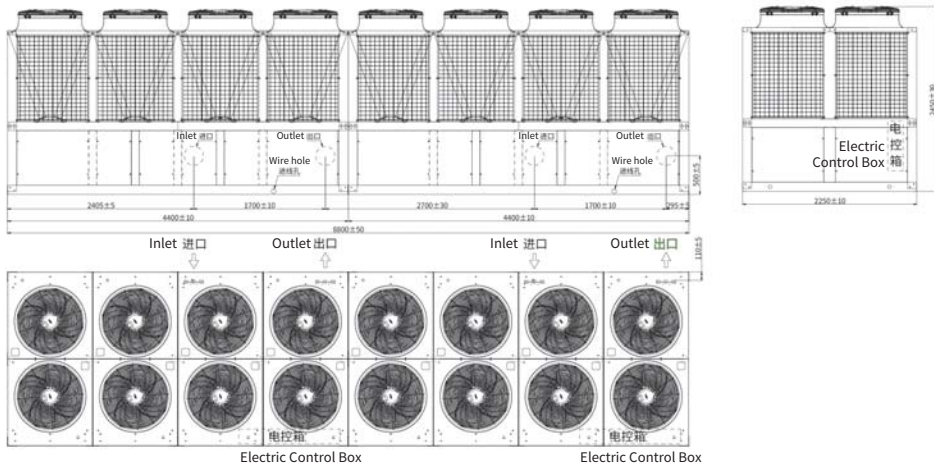 Inlet 进口
Outlet 出口
Inlet 进口
Outlet 出口
Wire hole
进线孔
Wire hole
进线孔
500±5
2405±5
1700±10
2700±30
1700±10
295±5
4400±10
4400±10
8800±50
电控箱
Electric
Control Box
2450±30
2250±10
Inlet 进口
Outlet 出口
Inlet 进口
Outlet 出口
110±5
电控箱
电控箱
Electric Control Box
Electric Control Box